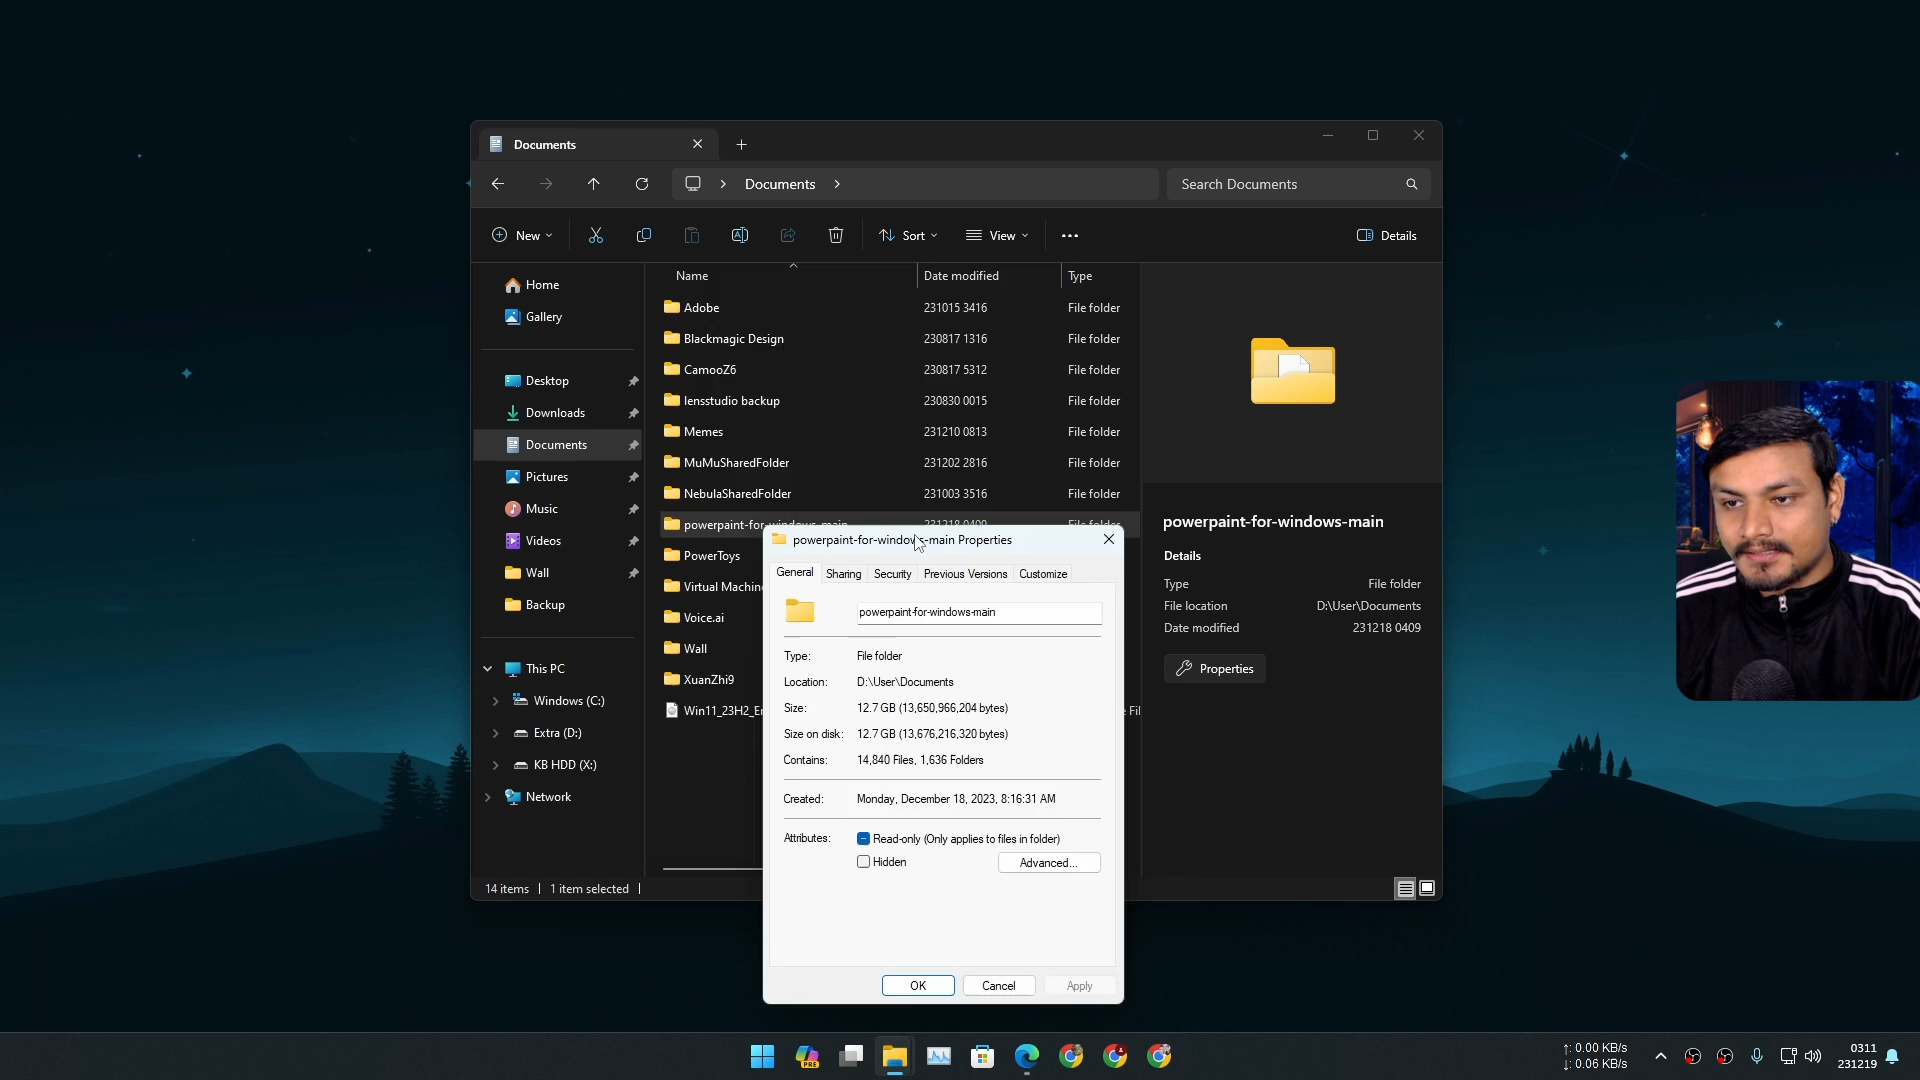 Documents
Documents
Search Documents
New
Sort
View
Details
Home
Gallery
Desktop
Downloads
Documents
Pictures
Music
Videos
Wall
Backup
This PC
Windows (C:)
Extra (D:)
KB HDD (X:)
Network
Name Date modified Type
Adobe 231015 3416 File folder
Blackmagic Design 230817 1316 File folder
CamooZ6 230817 5312 File folder
lensstudio backup 230830 0015 File folder
Memes 231210 0813 File folder
MuMuSharedFolder 231202 2816 File folder
NebulaSharedFolder 231003 3516 File folder
powerpaint-for-windows-main 231218 0409 File folder
PowerToys
Virtual Machin
Voice.ai
Wall
XuanZhi9
Win11_23H2_En
e Fil
14 items 1 item selected
powerpaint-for-windows-main
Details
Type File folder
File location D:\User\Documents
Date modified 231218 0409
Properties
powerpaint-for-windows-main Properties
General Sharing Security Previous Versions Customize
powerpaint-for-windows-main
Type: File folder
Location: D:\User\Documents
Size: 12.7 GB (13,650,966,204 bytes)
Size on disk: 12.7 GB (13,676,216,320 bytes)
Contains: 14,840 Files, 1,636 Folders
Created: Monday, December 18, 2023, 8:16:31 AM
Attributes: Read-only (Only applies to files in folder)
Hidden Advanced...
OK Cancel Apply
PRE
↑: 0.00 KB/s
↓: 0.06 KB/s
0311
231219